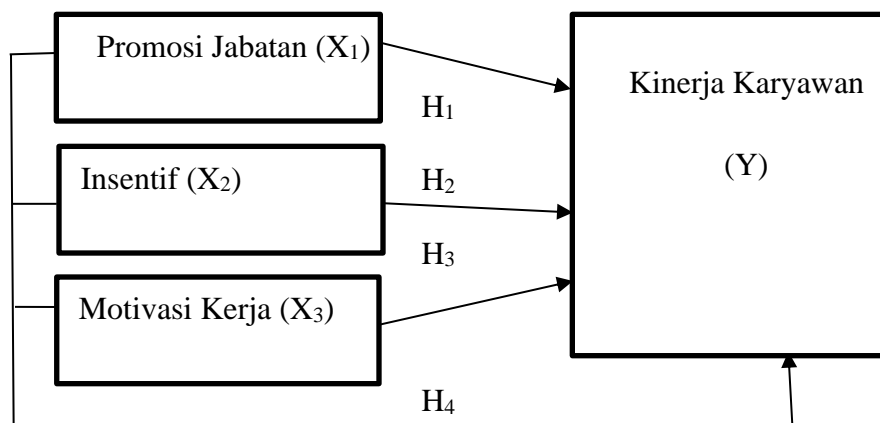 Promosi Jabatan (X₁)
H₁
Insentif (X₂)
H₂
H₃
Motivasi Kerja (X₃)
H₄
Kinerja Karyawan
(Y)